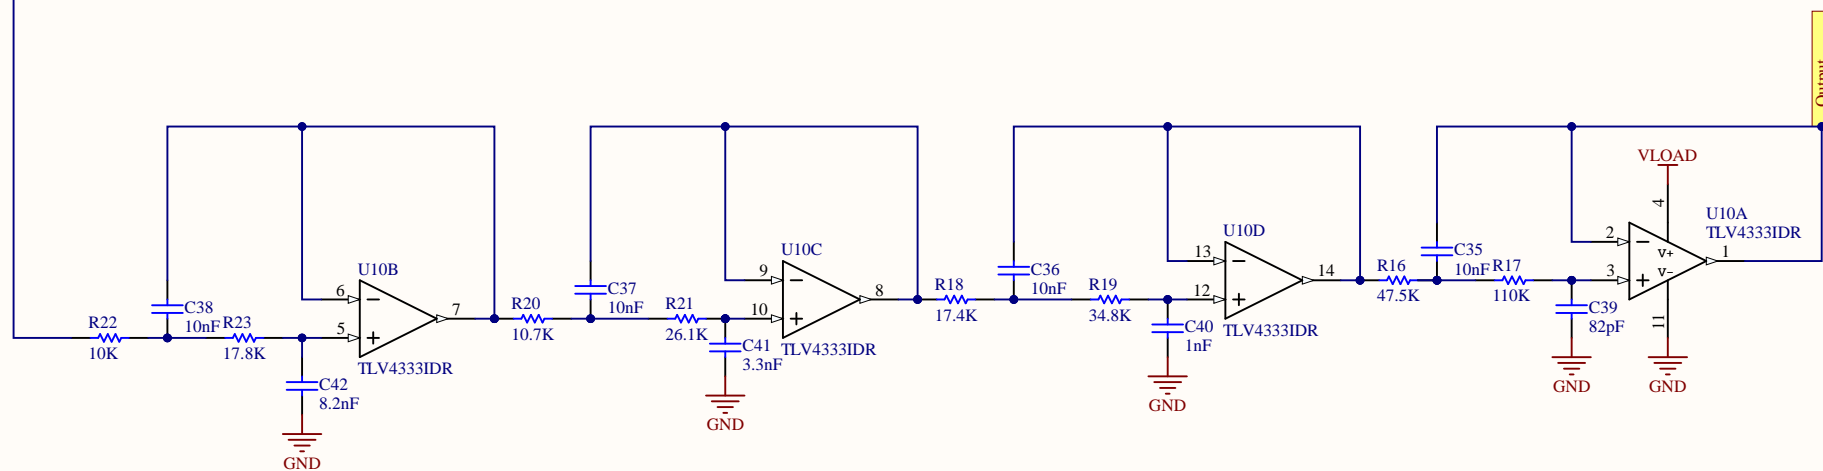 Output
VLOAD
4
U10A
TLV4333IDR
2
V+
1
V-
3
11
C35
10nF
R16
47.5K
R17
110K
C39
82pF
GND
GND
U10D
13
14
12
TLV4333IDR
C36
10nF
R18
17.4K
R19
34.8K
C40
1nF
GND
U10C
9
8
10
TLV4333IDR
C37
10nF
R20
10.7K
R21
26.1K
C41
3.3nF
GND
U10B
6
7
5
TLV4333IDR
C38
10nF
R22
10K
R23
17.8K
C42
8.2nF
GND